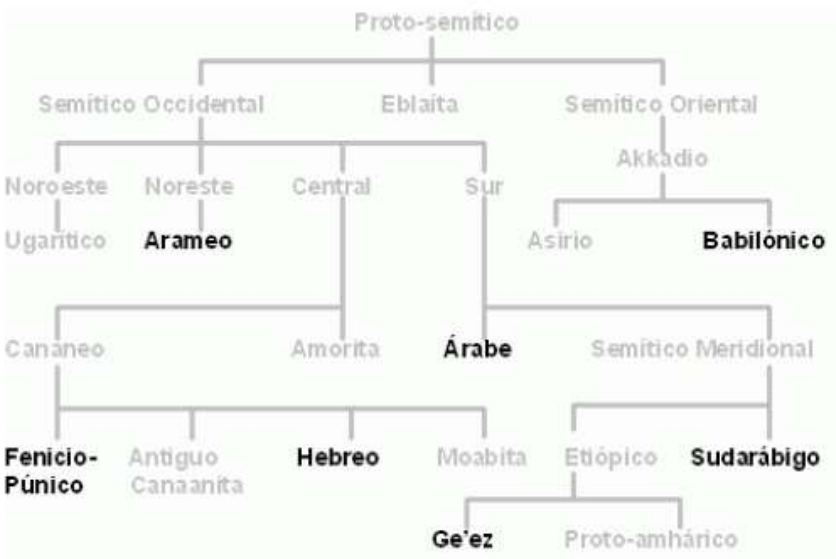 Proto-semítico
Semítico Occidental Eblaíta Semítico Oriental
Akkadio
Noroeste Noreste Central Sur
Ugarítico Arameo Asirio Babilónico
Cananeo Amorita Árabe Semítico Meridional
Fenicio- Antiguo Hebreo Moabita Etiópico Sudarábigo
Púnico Canaanita
Ge'ez Proto-amhárico